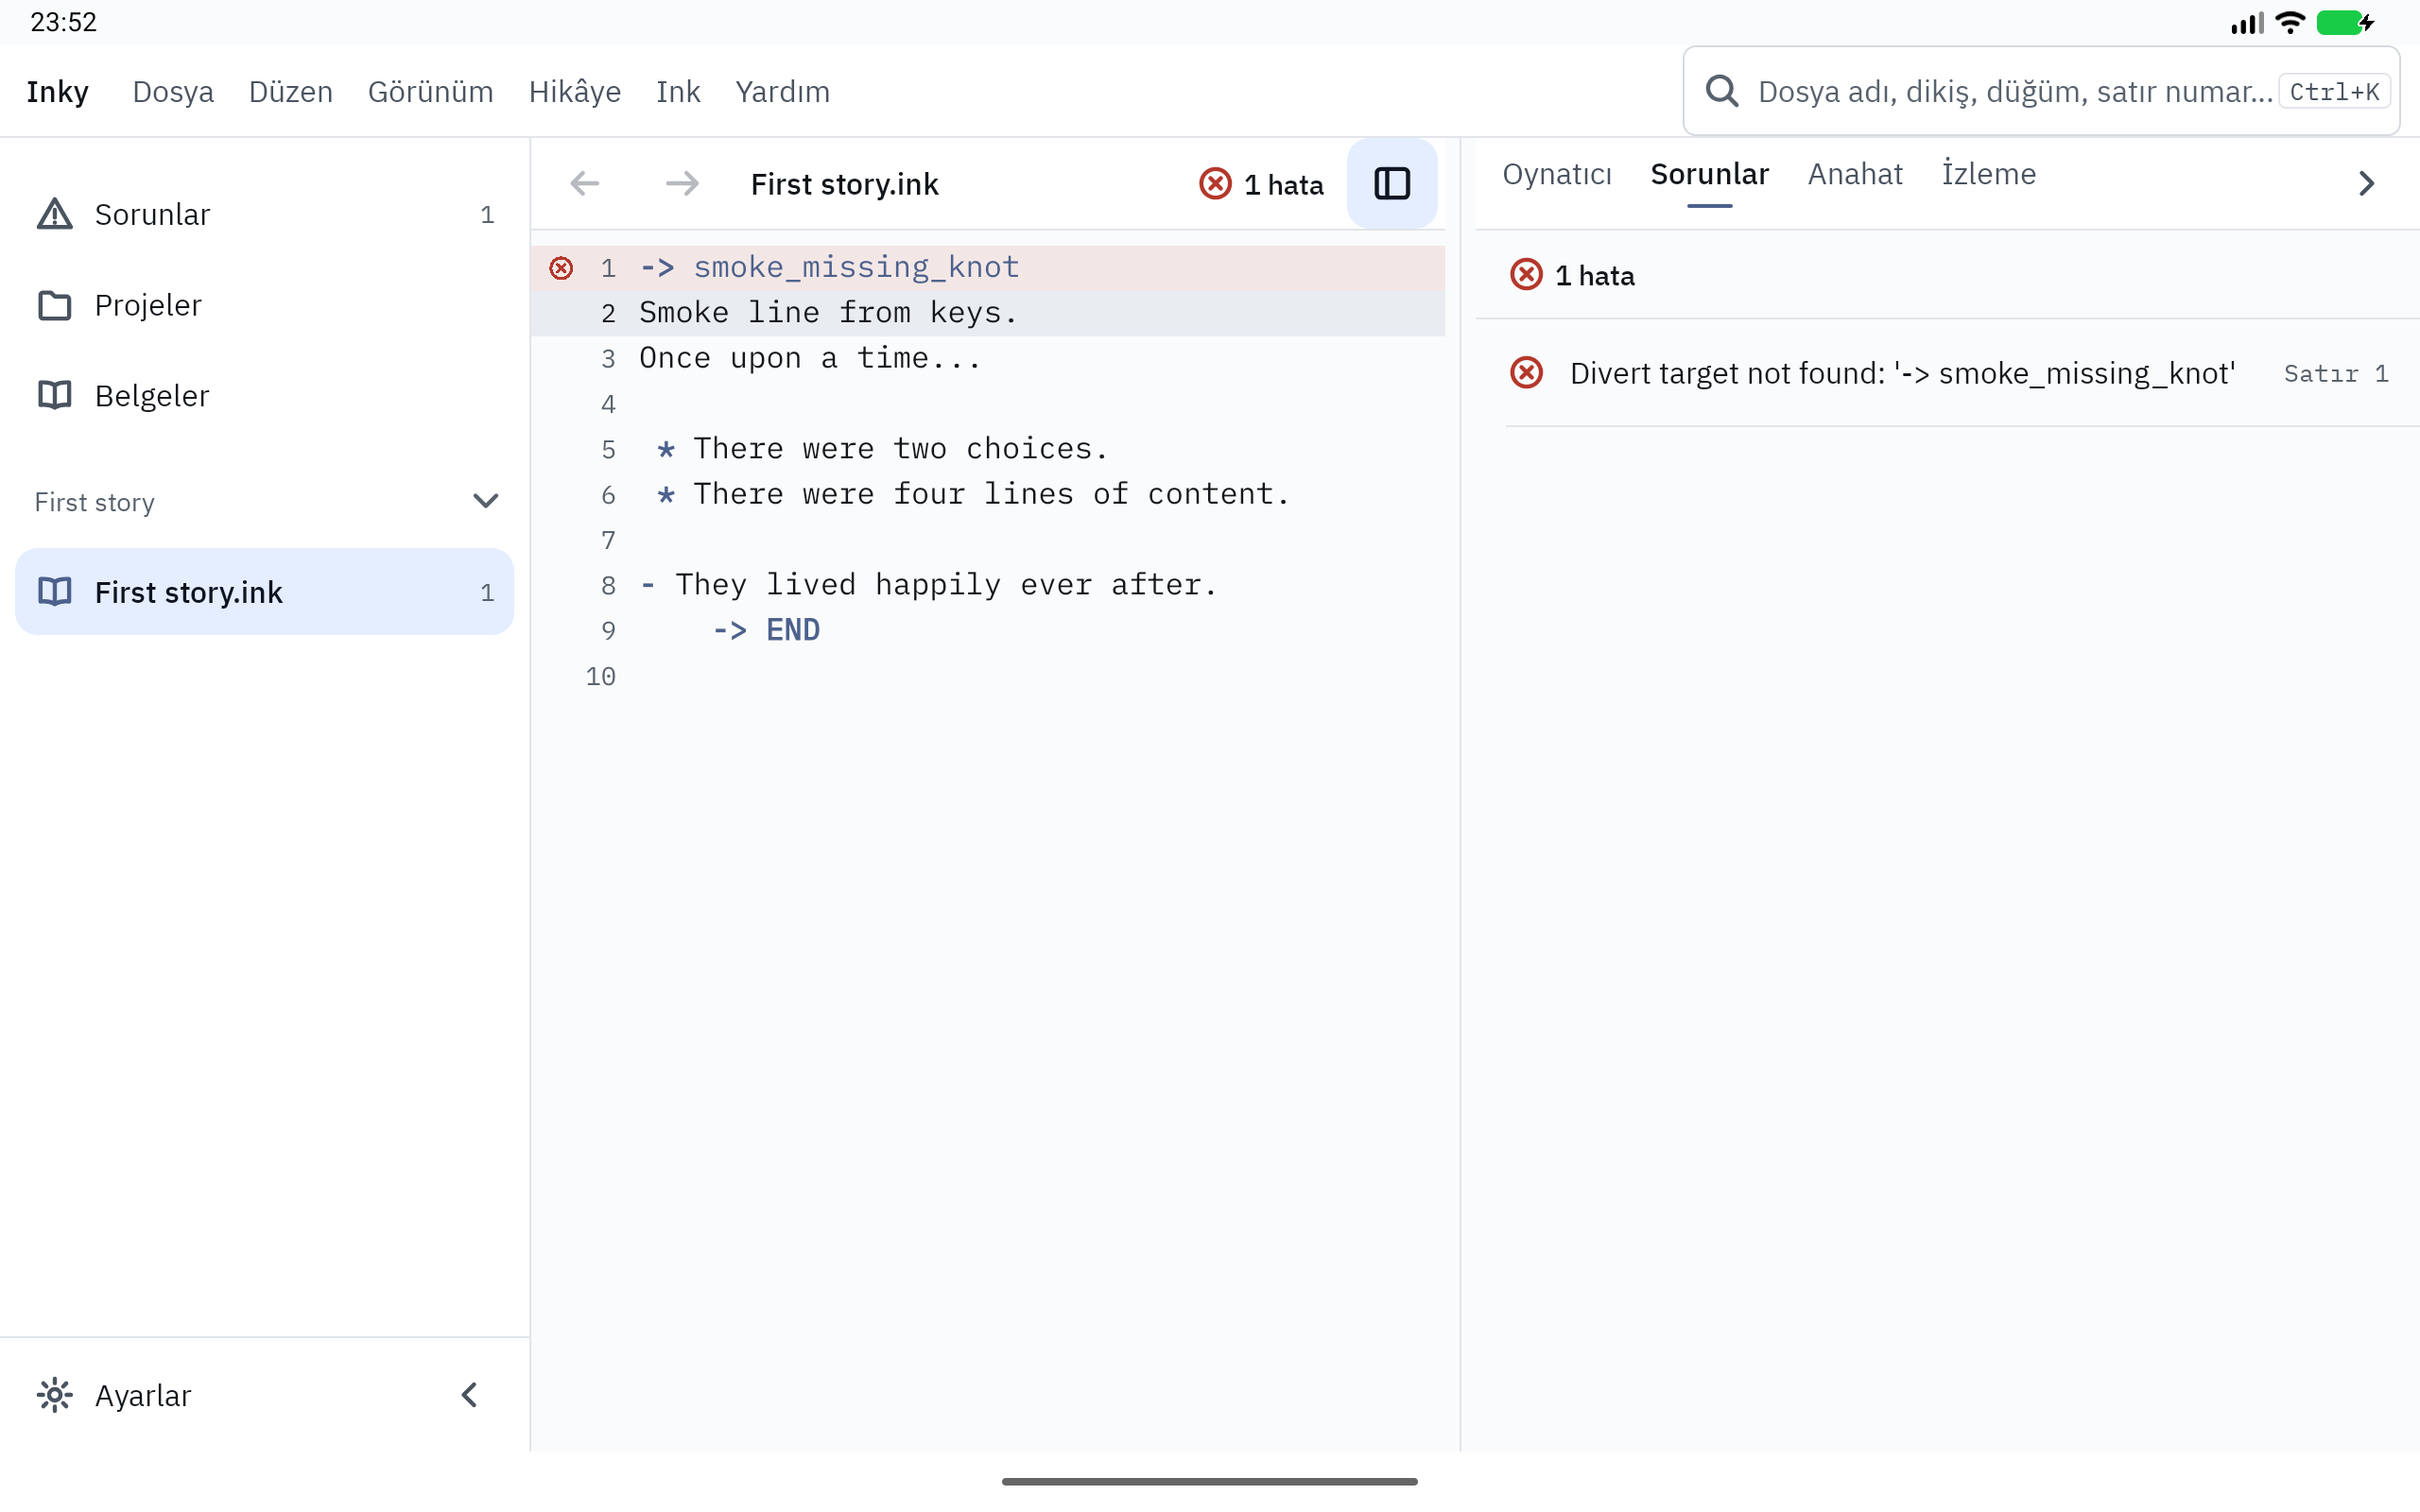 23:52
Inky Dosya Düzen Görünüm Hikâye Ink Yardım
Dosya adı, dikiş, düğüm, satır numar... Ctrl+K
Sorunlar 1
Projeler
Belgeler
First story
First story.ink 1
Ayarlar
First story.ink 1 hata
1 -> smoke_missing_knot
2 Smoke line from keys.
3 Once upon a time...
4
5 * There were two choices.
6 * There were four lines of content.
7
8 - They lived happily ever after.
9 -> END
10
Oynatıcı Sorunlar Anahat İzleme
1 hata
Divert target not found: '-> smoke_missing_knot' Satır 1